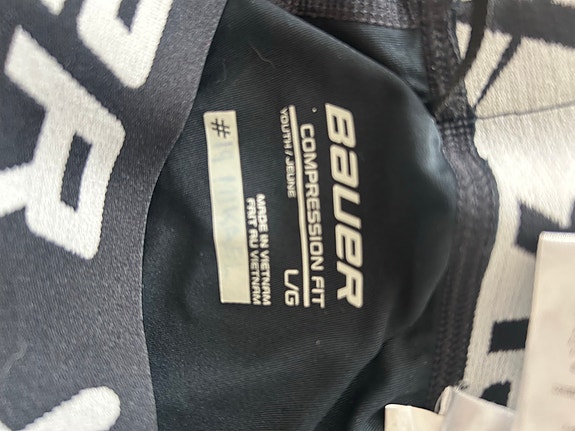 BAUER
COMPRESSION FIT
YOUTH / JEUNE L/G
#
MADE IN VIETNAM
FAIT AU VIETNAM